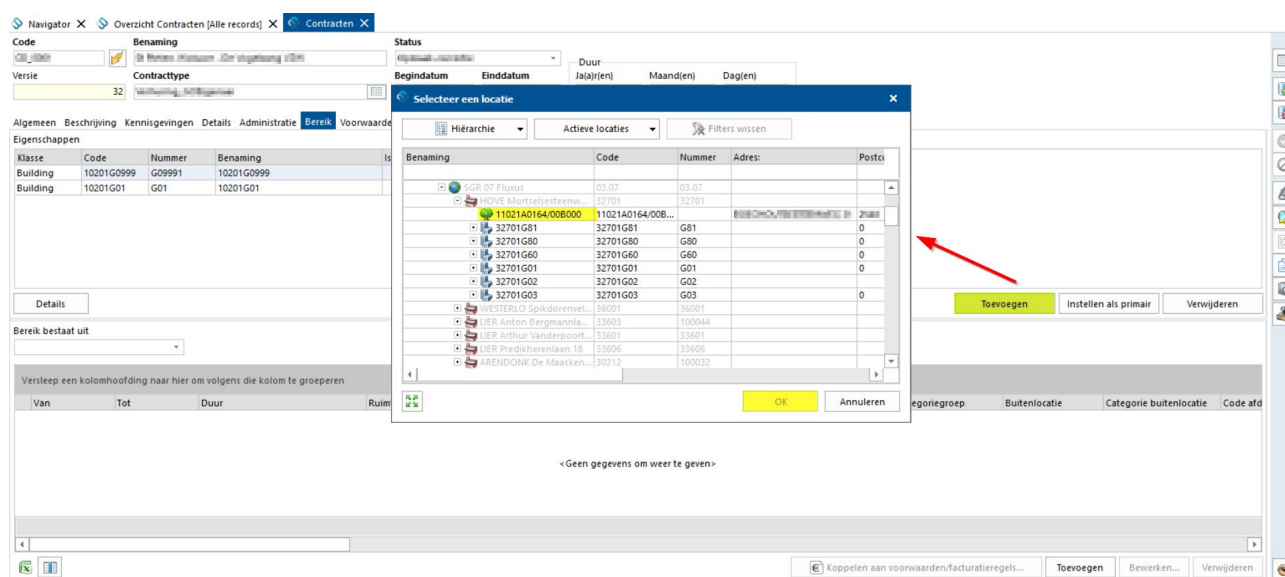 Navigator X Overzicht Contracten [Alle records] X Contracten X
Code Benaming Status
Duur
Versie Contracttype Begindatum Einddatum Ja(a)r(en) Maand(en) Dag(en)
32
Selecteer een locatie ×
Hiërarchie Actieve locaties Filters wissen
Algemeen Beschrijving Kennisgevingen Details Administratie Bereik Voorwaarde
Eigenschappen
Klasse Code Nummer Benaming Is
Building 10201G0999 G09991 10201G0999
Building 10201G01 G01 10201G01
Benaming Code Nummer Adres: Postco
SGR 07 Fluxus 03.07 03.07
HOVE Mortselsesteenw... 32701 32701
11021A0164/00B000 11021A0164/00B...
32701G81 32701G81 G81 0
32701G80 32701G80 G80 0
32701G60 32701G60 G60 0
32701G01 32701G01 G01 0
32701G02 32701G02 G02
32701G03 32701G03 G03 0
WESTERLO Spikdorenvel... 36001 36001
LIER Anton Bergmannla... 33603 100044
LIER Arthur Vanderpoort... 33601 33601
LIER Predikherenlaan 18 33606 33606
ARENDONK De Maasken... 30212 100032
OK Annuleren
Details Toevoegen Instellen als primair Verwijderen
Bereik bestaat uit
Versleep een kolomhoofding naar hier om volgens die kolom te groeperen
Van Tot Duur Ruim egoriegroep Buitenlocatie Categorie buitenlocatie Code afd
<Geen gegevens om weer te geven>
Koppelen aan voorwaarden/facturatieregels... Toevoegen Bewerken... Verwijderen